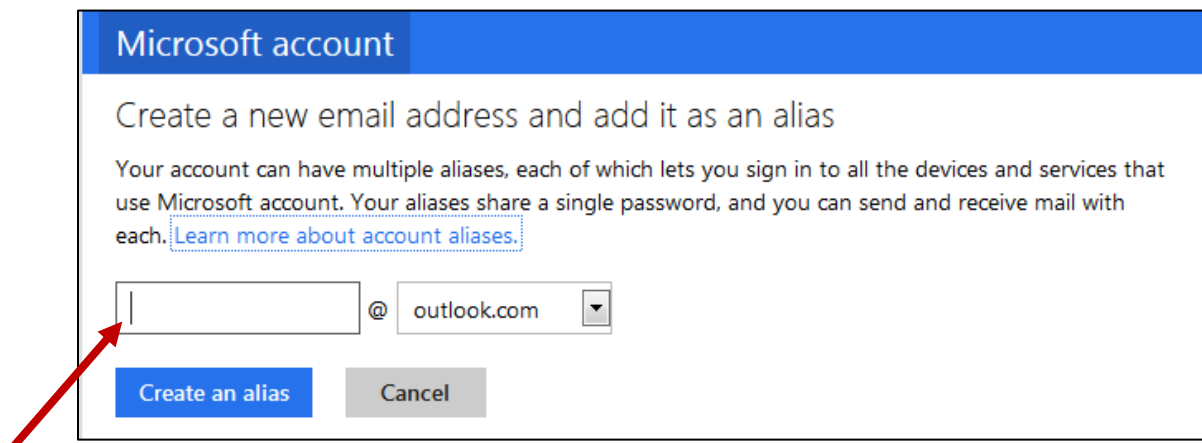 Microsoft account
Create a new email address and add it as an alias
Your account can have multiple aliases, each of which lets you sign in to all the devices and services that
use Microsoft account. Your aliases share a single password, and you can send and receive mail with
each. Learn more about account aliases.
@ outlook.com
Create an alias Cancel